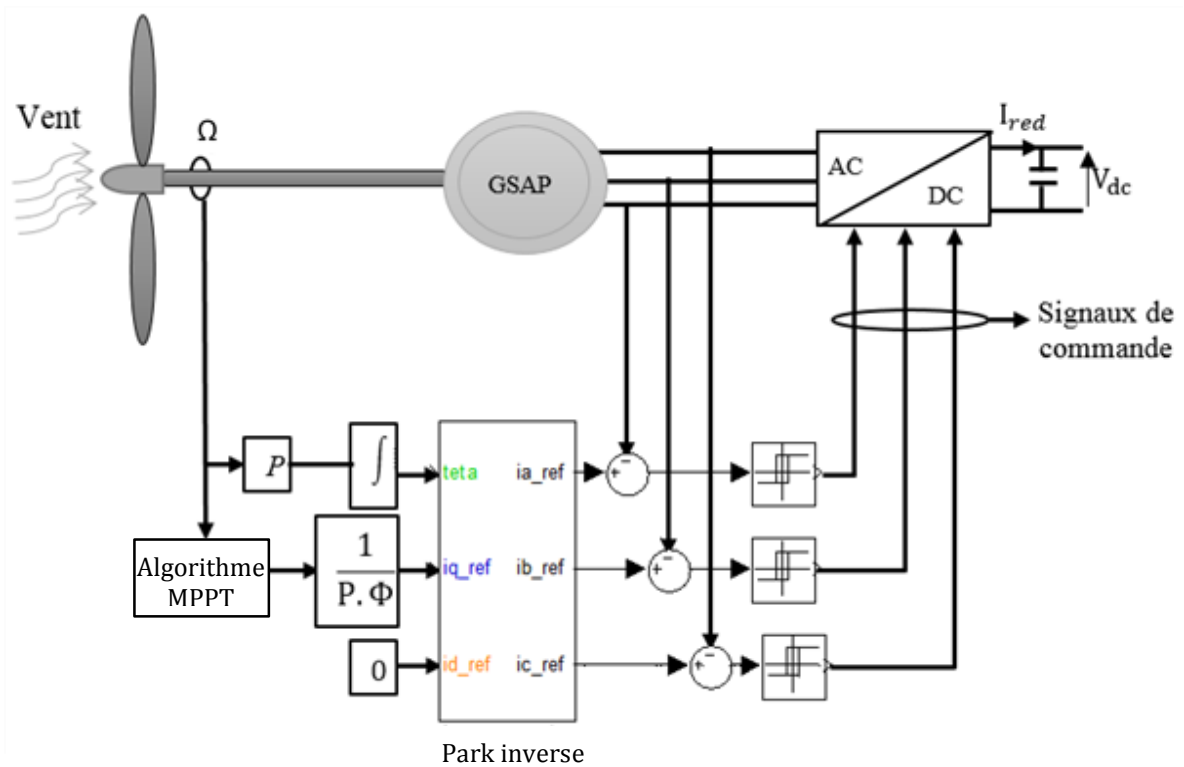 Vent
Ω
GSAP
AC
DC
I_red
V_dc
Signaux de
commande
P
∫
teta
ia_ref
Algorithme
MPPT
1
P.Φ
iq_ref
ib_ref
0
id_ref
ic_ref
+
-
+
-
+
-
Park inverse